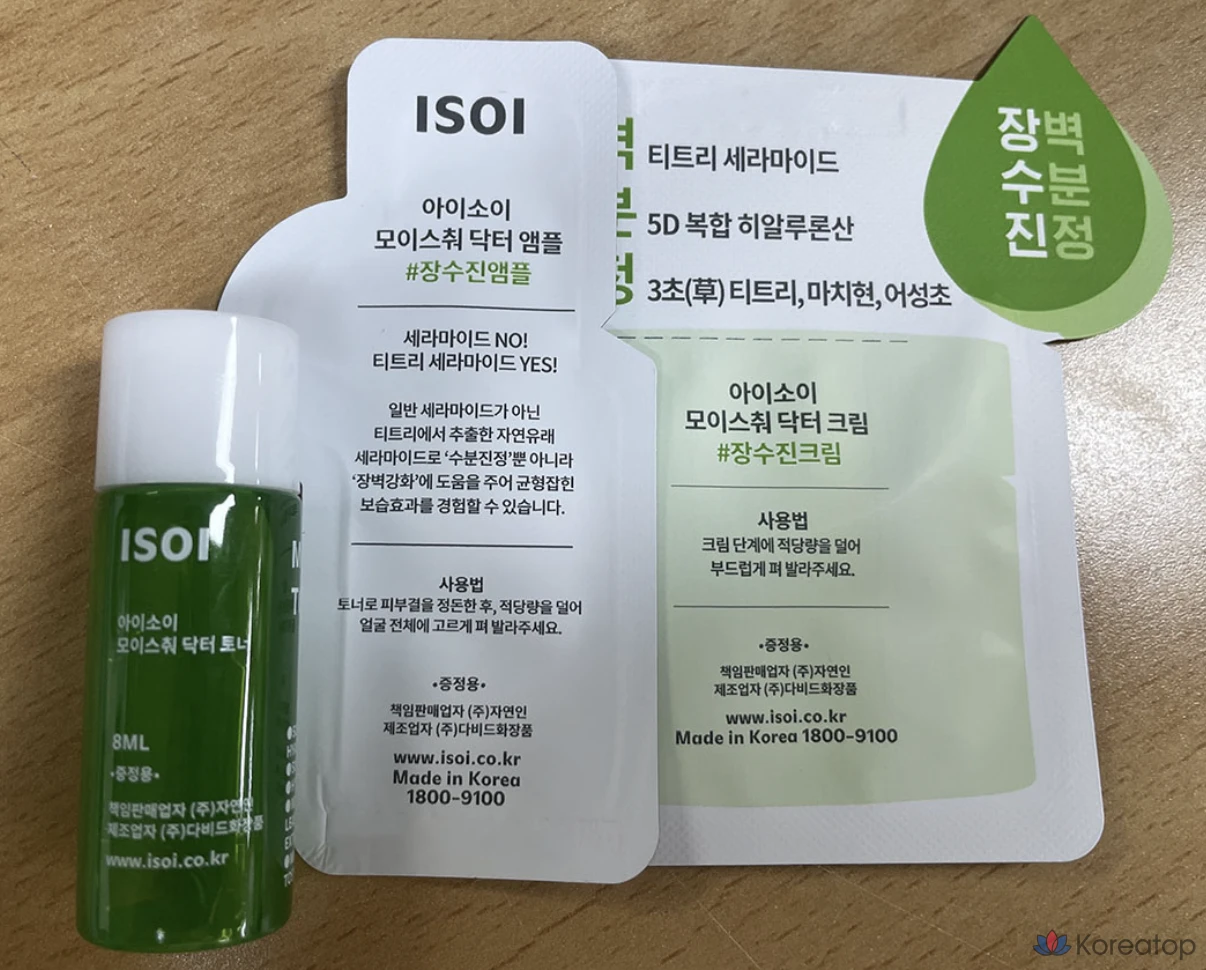 ISOI
아이소이
모이스춰 닥터 앰플
#장수진앰플
세라마이드 NO!
티트리 세라마이드 YES!
일반 세라마이드가 아닌
티트리에서 추출한 자연유래
세라마이드로 ‘수분진정’뿐 아니라
‘장벽강화’에 도움을 주어 균형잡힌
보습효과를 경험할 수 있습니다.
사용법
토너로 피부결을 정돈한 후, 적당량을 덜어
얼굴 전체에 고르게 펴 발라주세요.
•증정용•
책임판매업자 (주)자연인
제조업자 (주)다비드화장품
www.isoi.co.kr
Made in Korea
1800-9100
벽 티트리 세라마이드
분 5D 복합 히알루론산
정 3초(草) 티트리, 마치현, 어성초
장벽
수분
진정
아이소이
모이스춰 닥터 크림
#장수진크림
사용법
크림 단계에 적당량을 덜어
부드럽게 펴 발라주세요.
•증정용•
책임판매업자 (주)자연인
제조업자 (주)다비드화장품
www.isoi.co.kr
Made in Korea 1800-9100
ISOI
아이소이
모이스춰 닥터 토너
8ML
•증정용•
책임판매업자 (주)자연인
제조업자 (주)다비드화장품
www.isoi.co.kr
Koreatop